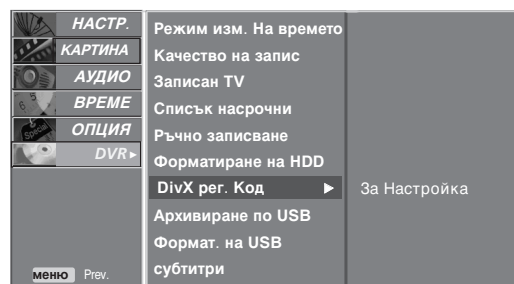 НАСТР.
КАРТИНА
АУДИО
ВРЕМЕ
ОПЦИЯ
DVR
меню Prev.
Режим изм. На времето
Качество на запис
Записан TV
Списък насрочни
Ръчно записване
Форматиране на HDD
DivX рег. Код
Архивиране по USB
Формат. на USB
субтитри
За Настройка